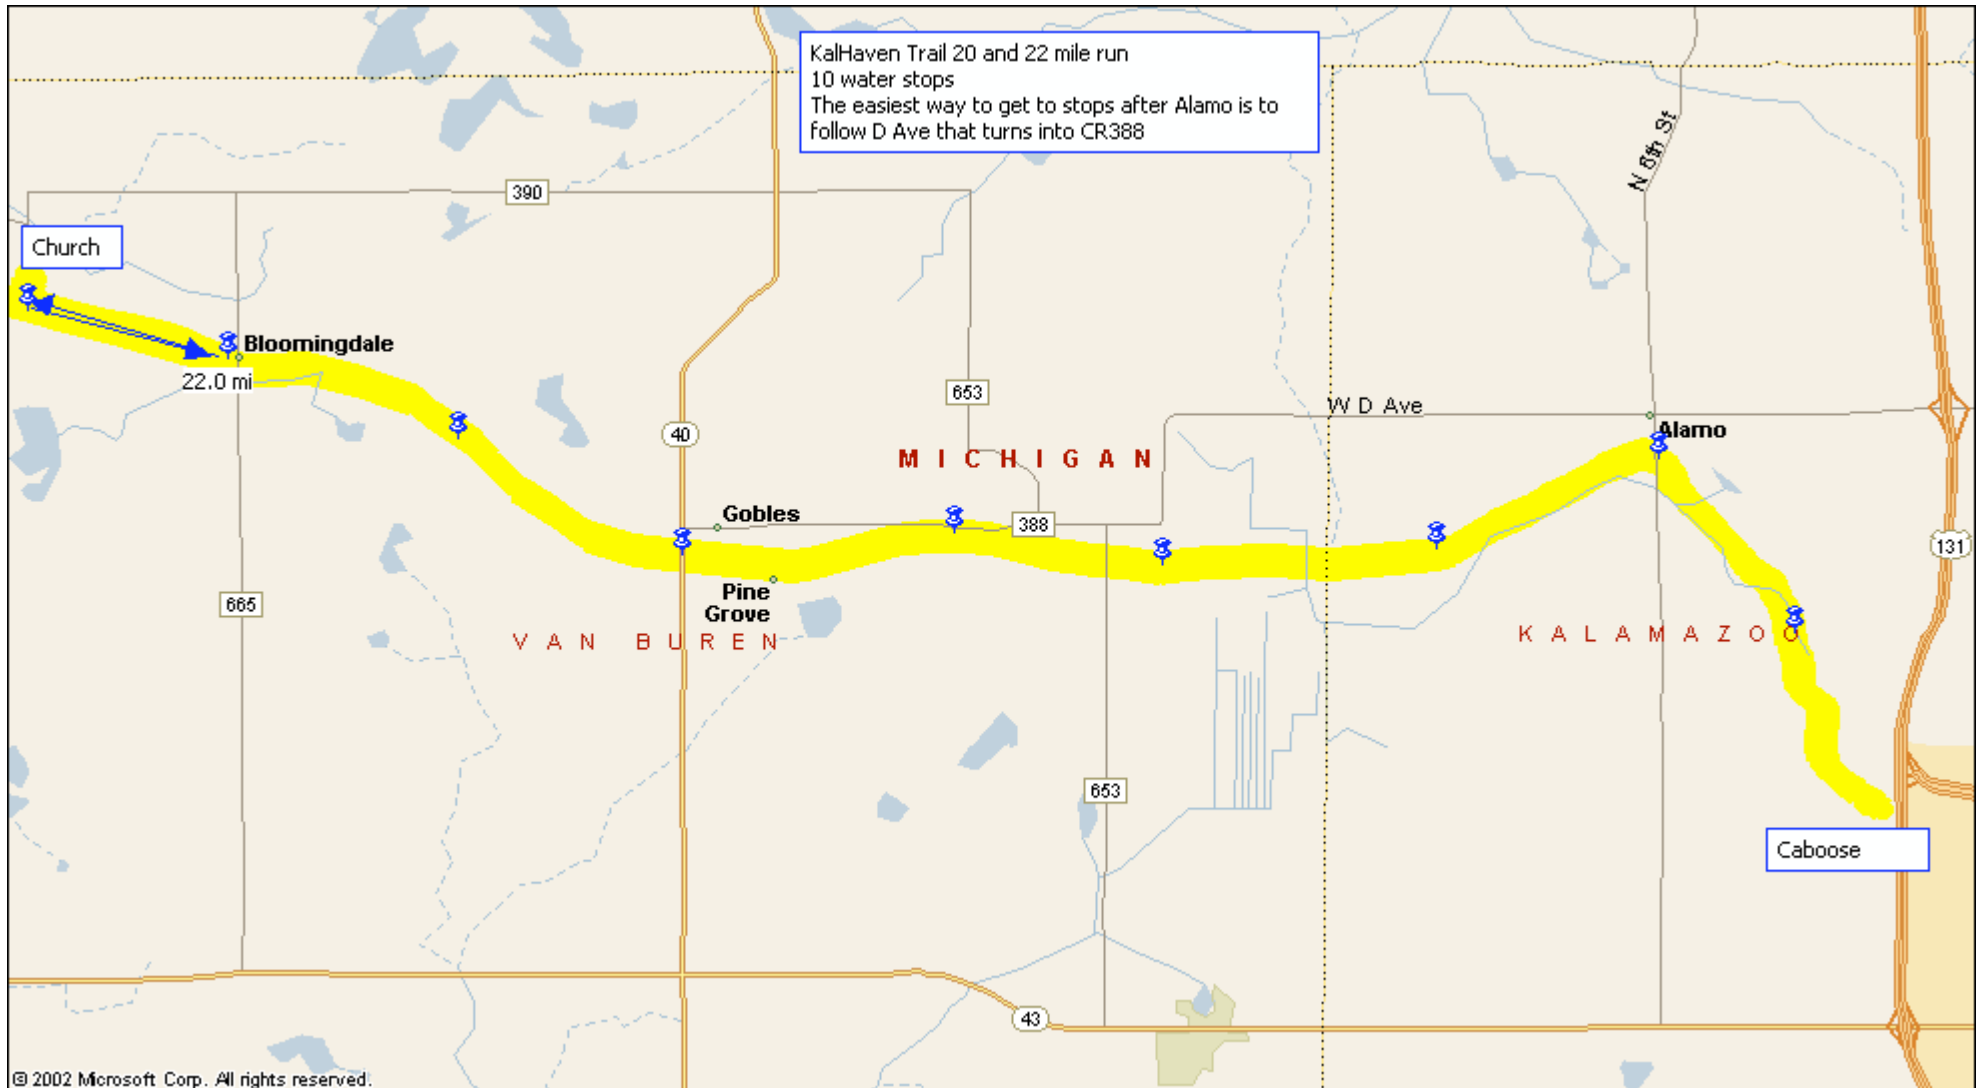 KalHaven Trail 20 and 22 mile run
10 water stops
The easiest way to get to stops after Alamo is to
follow D Ave that turns into CR388
N 6th St
390
Church
Bloomingdale
22.0 mi
653
W D Ave
40
Alamo
MICHIGAN
Gobles
388
131
Pine
Grove
665
VAN BUREN
KALAMAZOO
653
Caboose
43
© 2002 Microsoft Corp. All rights reserved.